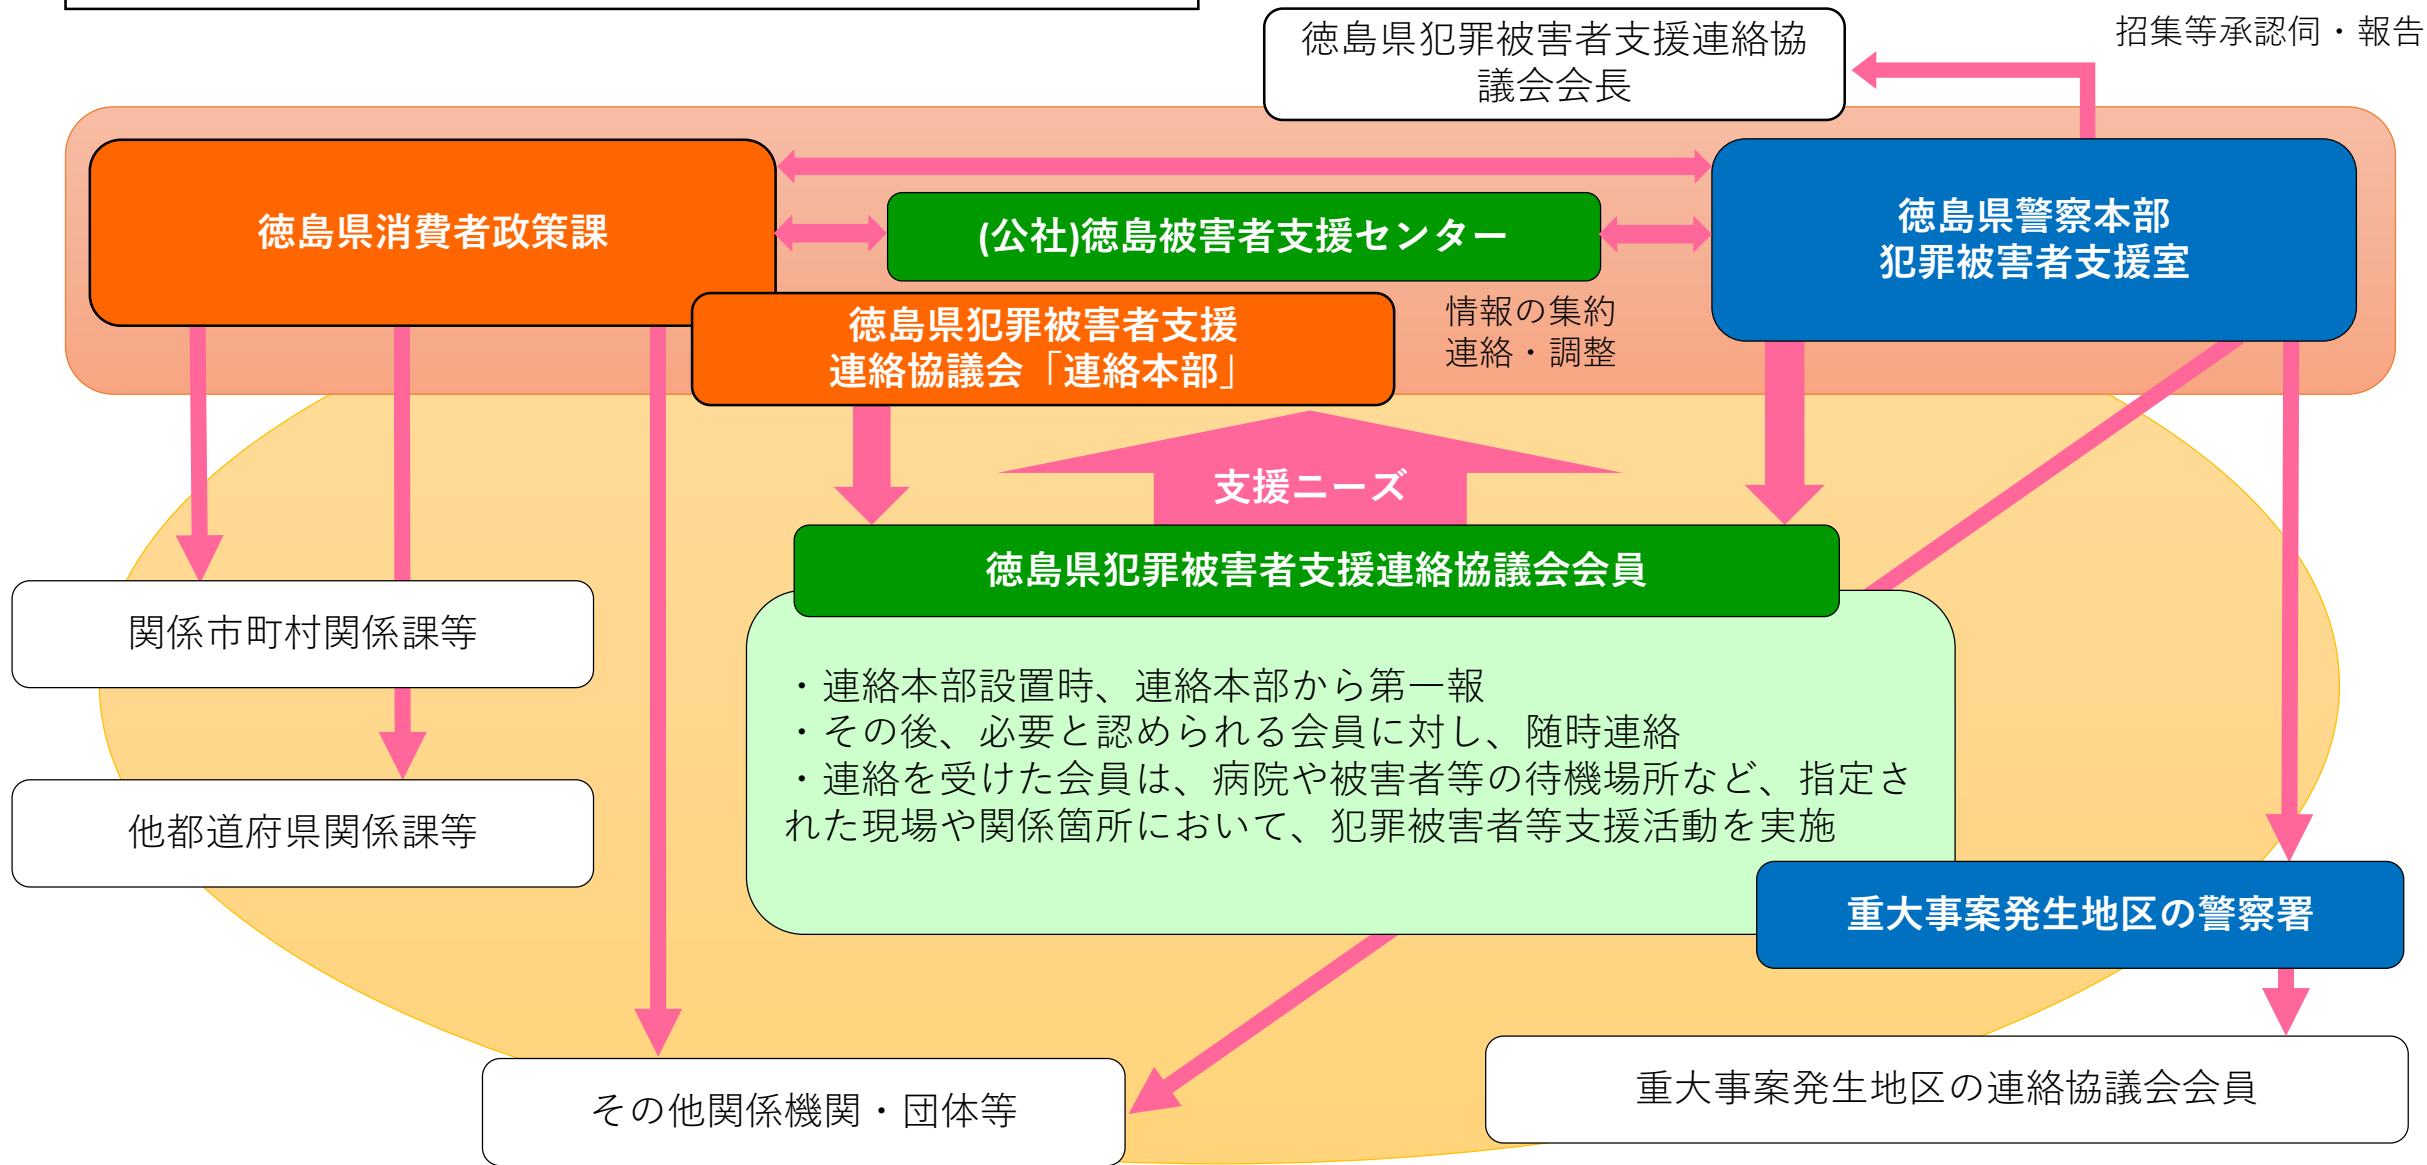 徳島県犯罪被害者支援連絡協
議会会長
招集等承認伺・報告
徳島県消費者政策課
(公社)徳島被害者支援センター
徳島県警察本部
犯罪被害者支援室
徳島県犯罪被害者支援
連絡協議会「連絡本部」
情報の集約
連絡・調整
支援ニーズ
徳島県犯罪被害者支援連絡協議会会員
関係市町村関係課等
・連絡本部設置時、連絡本部から第一報
・その後、必要と認められる会員に対し、随時連絡
・連絡を受けた会員は、病院や被害者等の待機場所など、指定さ
れた現場や関係箇所において、犯罪被害者等支援活動を実施
他都道府県関係課等
重大事案発生地区の警察署
その他関係機関・団体等
重大事案発生地区の連絡協議会会員